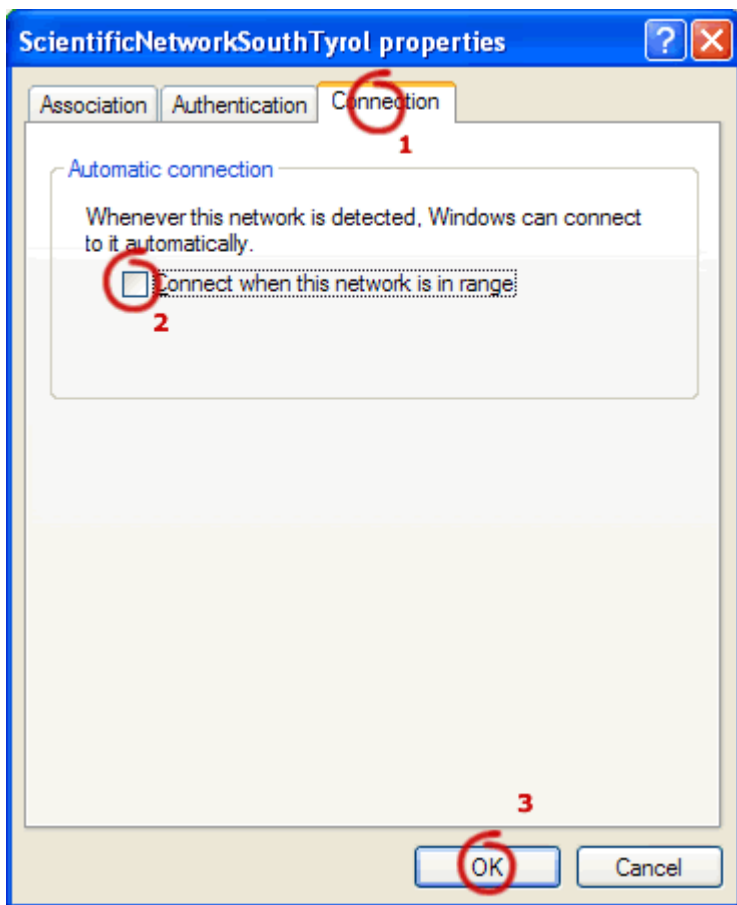 ScientificNetworkSouthTyrol properties
Association Authentication Connection
1
Automatic connection
Whenever this network is detected, Windows can connect
to it automatically.
Connect when this network is in range
2
3
OK Cancel